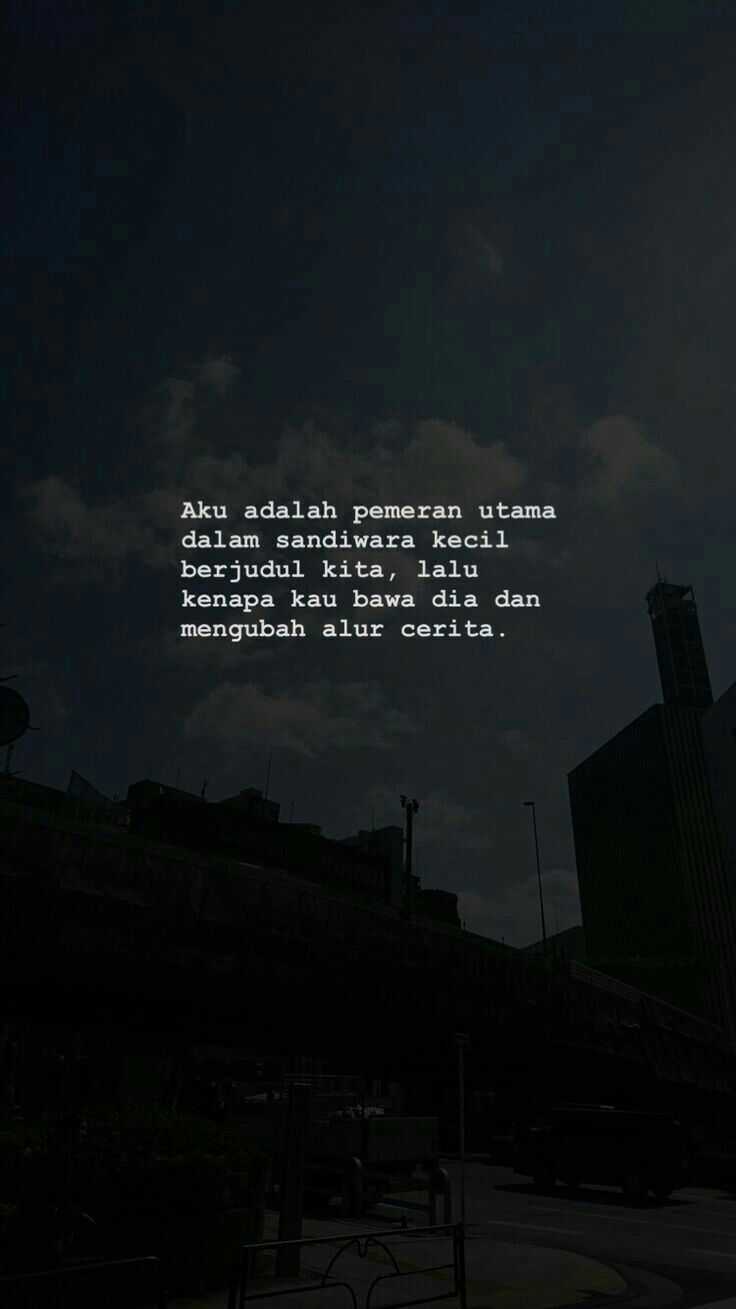 Aku adalah pemeran utama
dalam sandiwara kecil
berjudul kita, lalu
kenapa kau bawa dia dan
mengubah alur cerita.